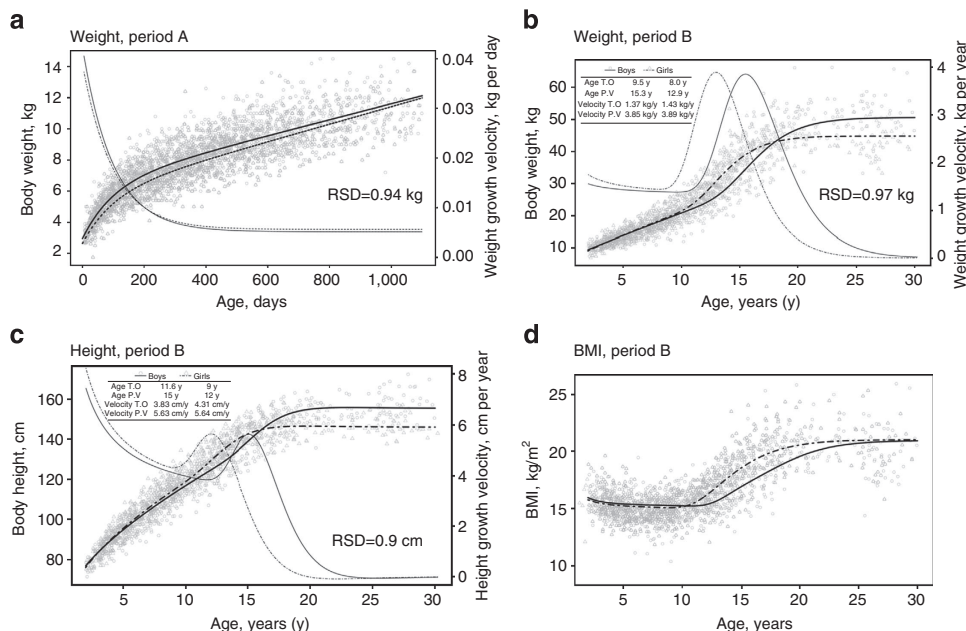 a
Weight, period A
14
12
10
8
6
4
2
0.04
0.03
0.02
0.01
0.00
0 200 400 600 800 1,000
Age, days
Body weight, kg
Weight growth velocity, kg per day
RSD=0.94 kg
b
Weight, period B
Boys Girls
Age T.O 9.5 y 8.0 y
Age P.V 15.3 y 12.9 y
Velocity T.O 1.37 kg/y 1.43 kg/y
Velocity P.V 3.85 kg/y 3.89 kg/y
60
50
40
30
20
10
4
3
2
1
0
5 10 15 20 25 30
Age, years (y)
Body weight, kg
Weight growth velocity, kg per year
RSD=0.97 kg
c
Height, period B
Boys Girls
Age T.O 11.6 y 9 y
Age P.V 15 y 12 y
Velocity T.O 3.83 cm/y 4.31 cm/y
Velocity P.V 5.63 cm/y 5.64 cm/y
160
140
120
100
80
8
6
4
2
0
5 10 15 20 25 30
Age, years (y)
Body height, cm
Height growth velocity, cm per year
RSD=0.9 cm
d
BMI, period B
25
20
15
10
5 10 15 20 25 30
Age, years
BMI, kg/m²